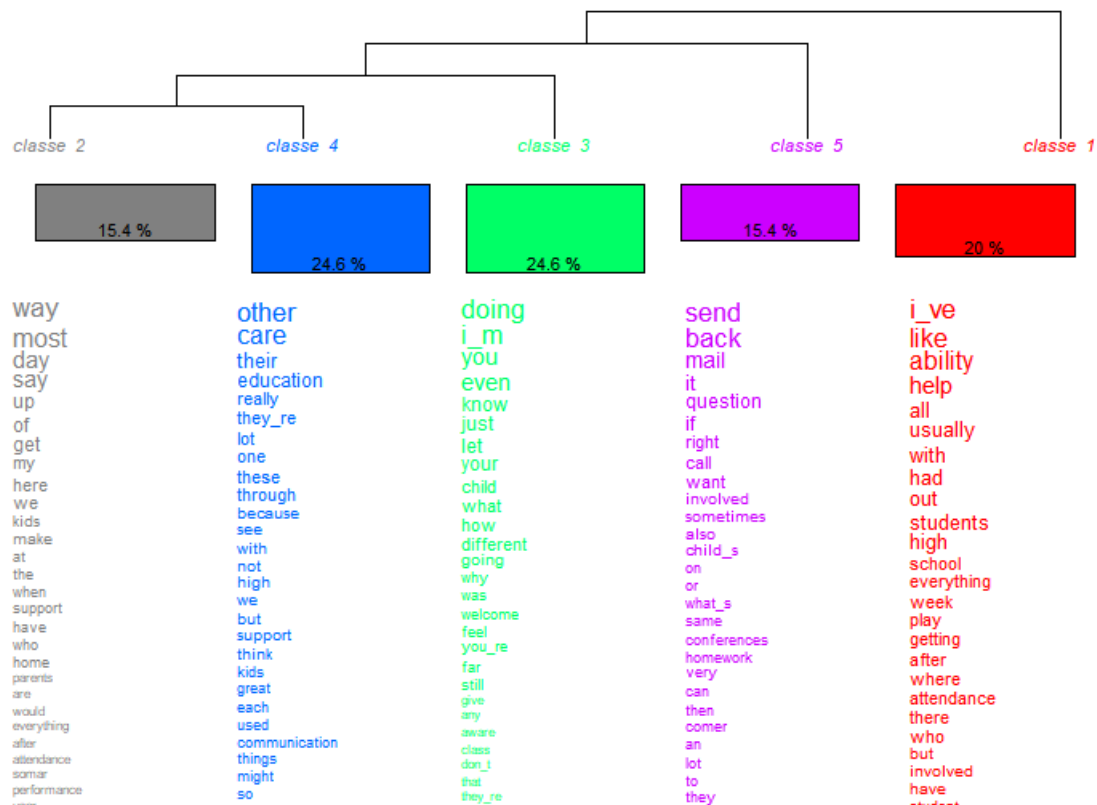 classe 2
classe 4
classe 3
classe 5
classe 1
15.4 %
24.6 %
24.6 %
15.4 %
20 %
way
most
day
say
up
of
get
my
here
we
kids
make
at
the
when
support
have
who
home
parents
are
would
everything
after
attendance
somar
performance
other
care
their
education
really
they_re
lot
one
these
through
because
see
with
not
high
we
but
support
think
kids
great
each
used
communication
things
might
so
doing
i_m
you
even
know
just
let
your
child
what
how
different
going
why
was
welcome
feel
you_re
far
still
give
any
aware
class
don_t
that
they_re
send
back
mail
it
question
if
right
call
want
involved
sometimes
also
child_s
on
or
what_s
same
conferences
homework
very
can
then
comer
an
lot
to
they
i_ve
like
ability
help
all
usually
with
had
out
students
high
school
everything
week
play
getting
after
where
attendance
there
who
but
involved
have